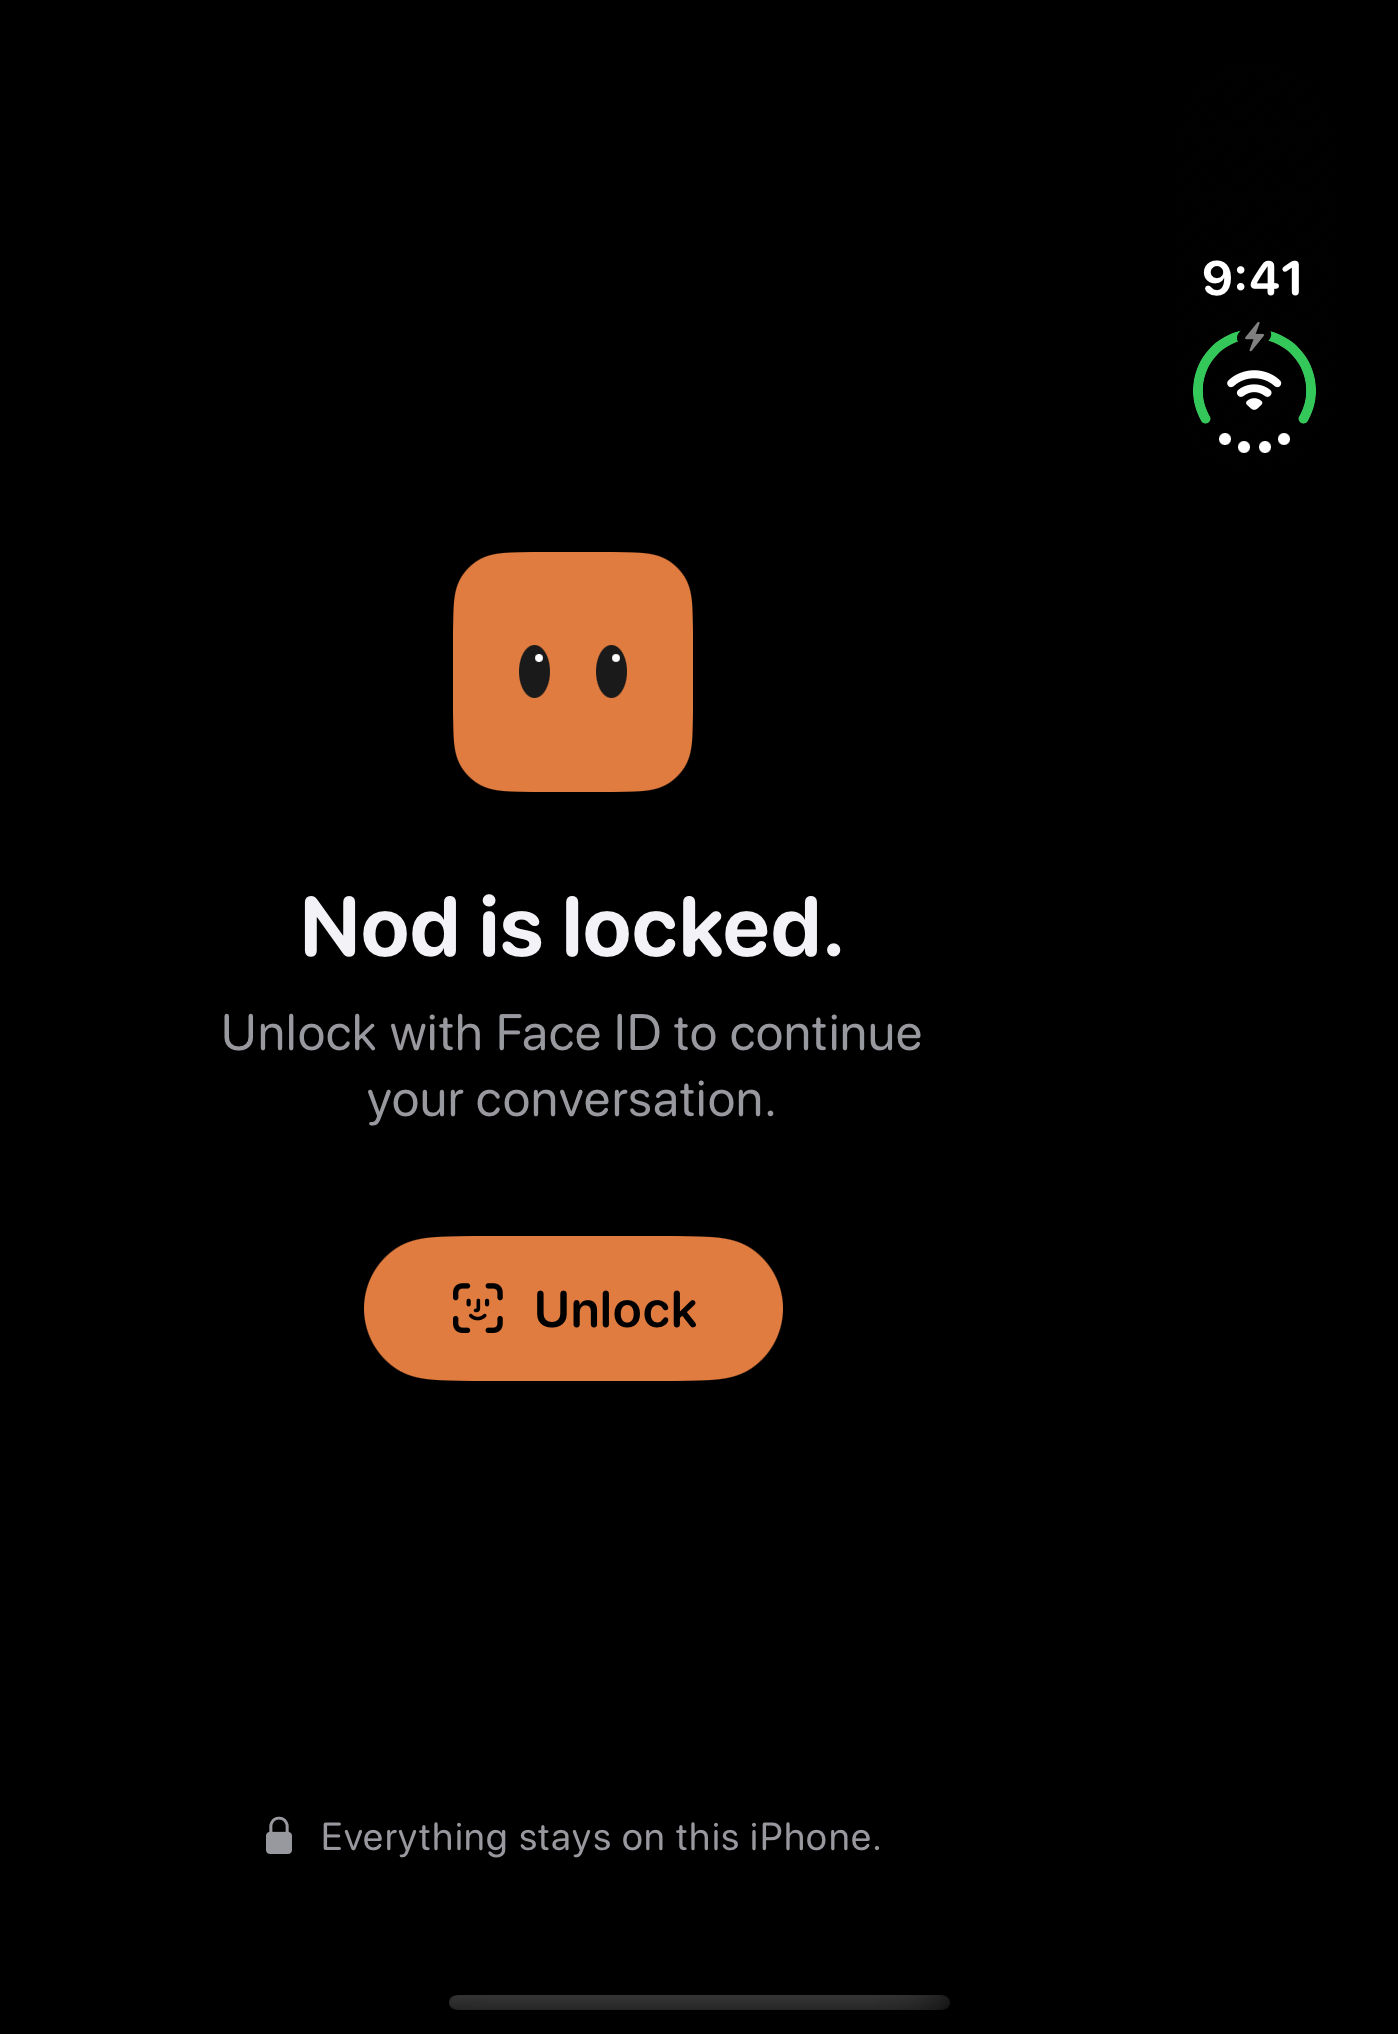 9:41
Nod is locked.
Unlock with Face ID to continue
your conversation.
Unlock
Everything stays on this iPhone.